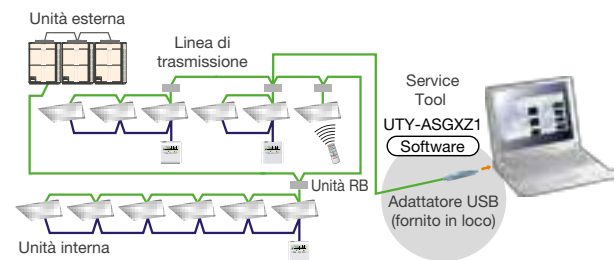 Unità esterna
Linea di
trasmissione
Service
Tool
UTY-ASGXZ1
Software
Unità RB
Adattatore USB
(fornito in loco)
Unità interna